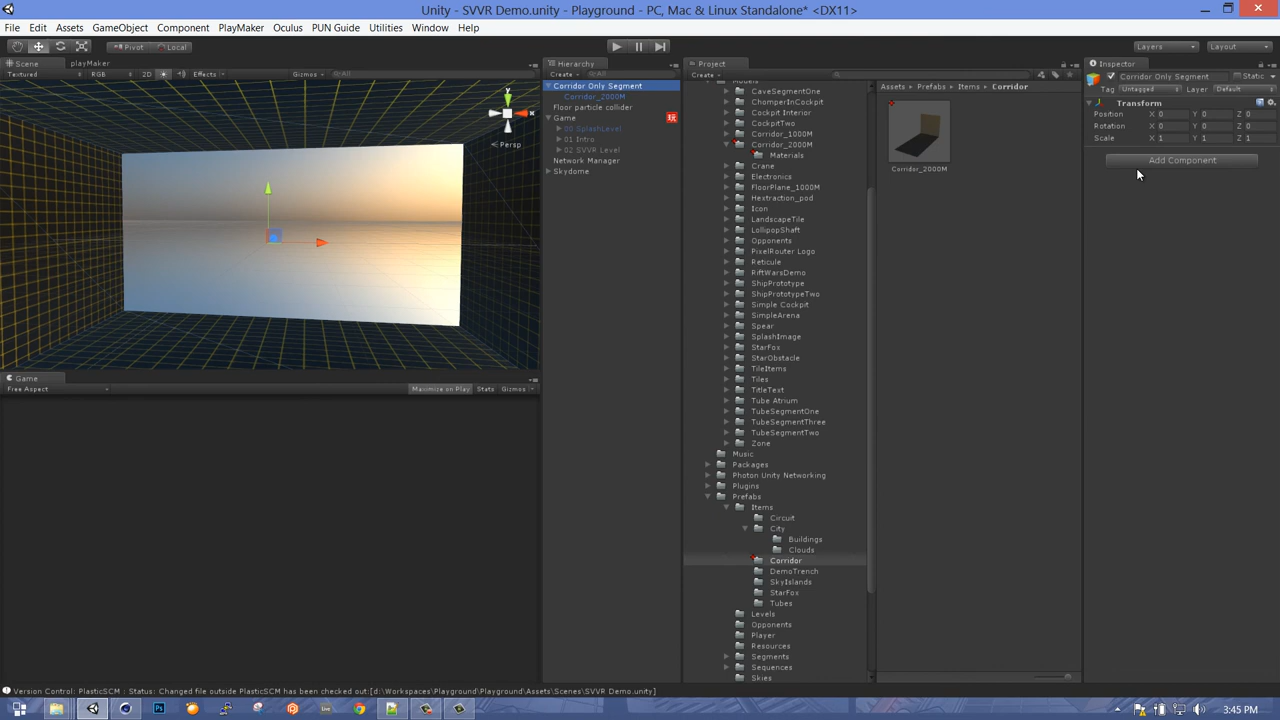 Unity - SVVR Demo.unity - Playground - PC, Mac & Linux Standalone* <DX11>
File Edit Assets GameObject Component PlayMaker Oculus PUN Guide Utilities Window Help
Pivot Local Layers Layout
Scene playMaker
Textured RGB 2D Effects Gizmos All
y
x
Persp
Game
Free Aspect Maximize on Play Stats Gizmos
Hierarchy
Create All
Corridor Only Segment
Corridor_2000M
Floor particle collider
Game
00 SplashLevel
01 Intro
02 SVVR Level
Network Manager
Skydome
Project
Create
Models
CaveSegmentOne
ChomperInCockpit
Cockpit Interior
CockpitTwo
Corridor_1000M
Corridor_2000M
Materials
Crane
Electronics
FloorPlane_1000M
Hextraction_pod
Icon
LandscapeTile
LollipopShaft
Opponents
PixelRouter Logo
Reticule
RiftWarsDemo
ShipPrototype
ShipPrototypeTwo
Simple Cockpit
SimpleArena
Spear
SplashImage
StarFox
StarObstacle
TileItems
Tiles
TitleText
Tube Atrium
TubeSegmentOne
TubeSegmentThree
TubeSegmentTwo
Zone
Music
Packages
Photon Unity Networking
Plugins
Prefabs
Items
Circuit
City
Buildings
Clouds
Corridor
DemoTrench
SkyIslands
StarFox
Tubes
Levels
Opponents
Player
Resources
Segments
Sequences
Skies
Assets Prefabs Items Corridor
Corridor_2000M
Inspector
Corridor Only Segment Static
Tag Untagged Layer Default
Transform
Position X 0 Y 0 Z 0
Rotation X 0 Y 0 Z 0
Scale X 1 Y 1 Z 1
Add Component
Version Control: PlasticSCM : Status: Changed file outside PlasticSCM has been checked out:[d:\Workspaces\Playground\Playground\Assets\Scenes\SVVR Demo.unity]
3:45 PM